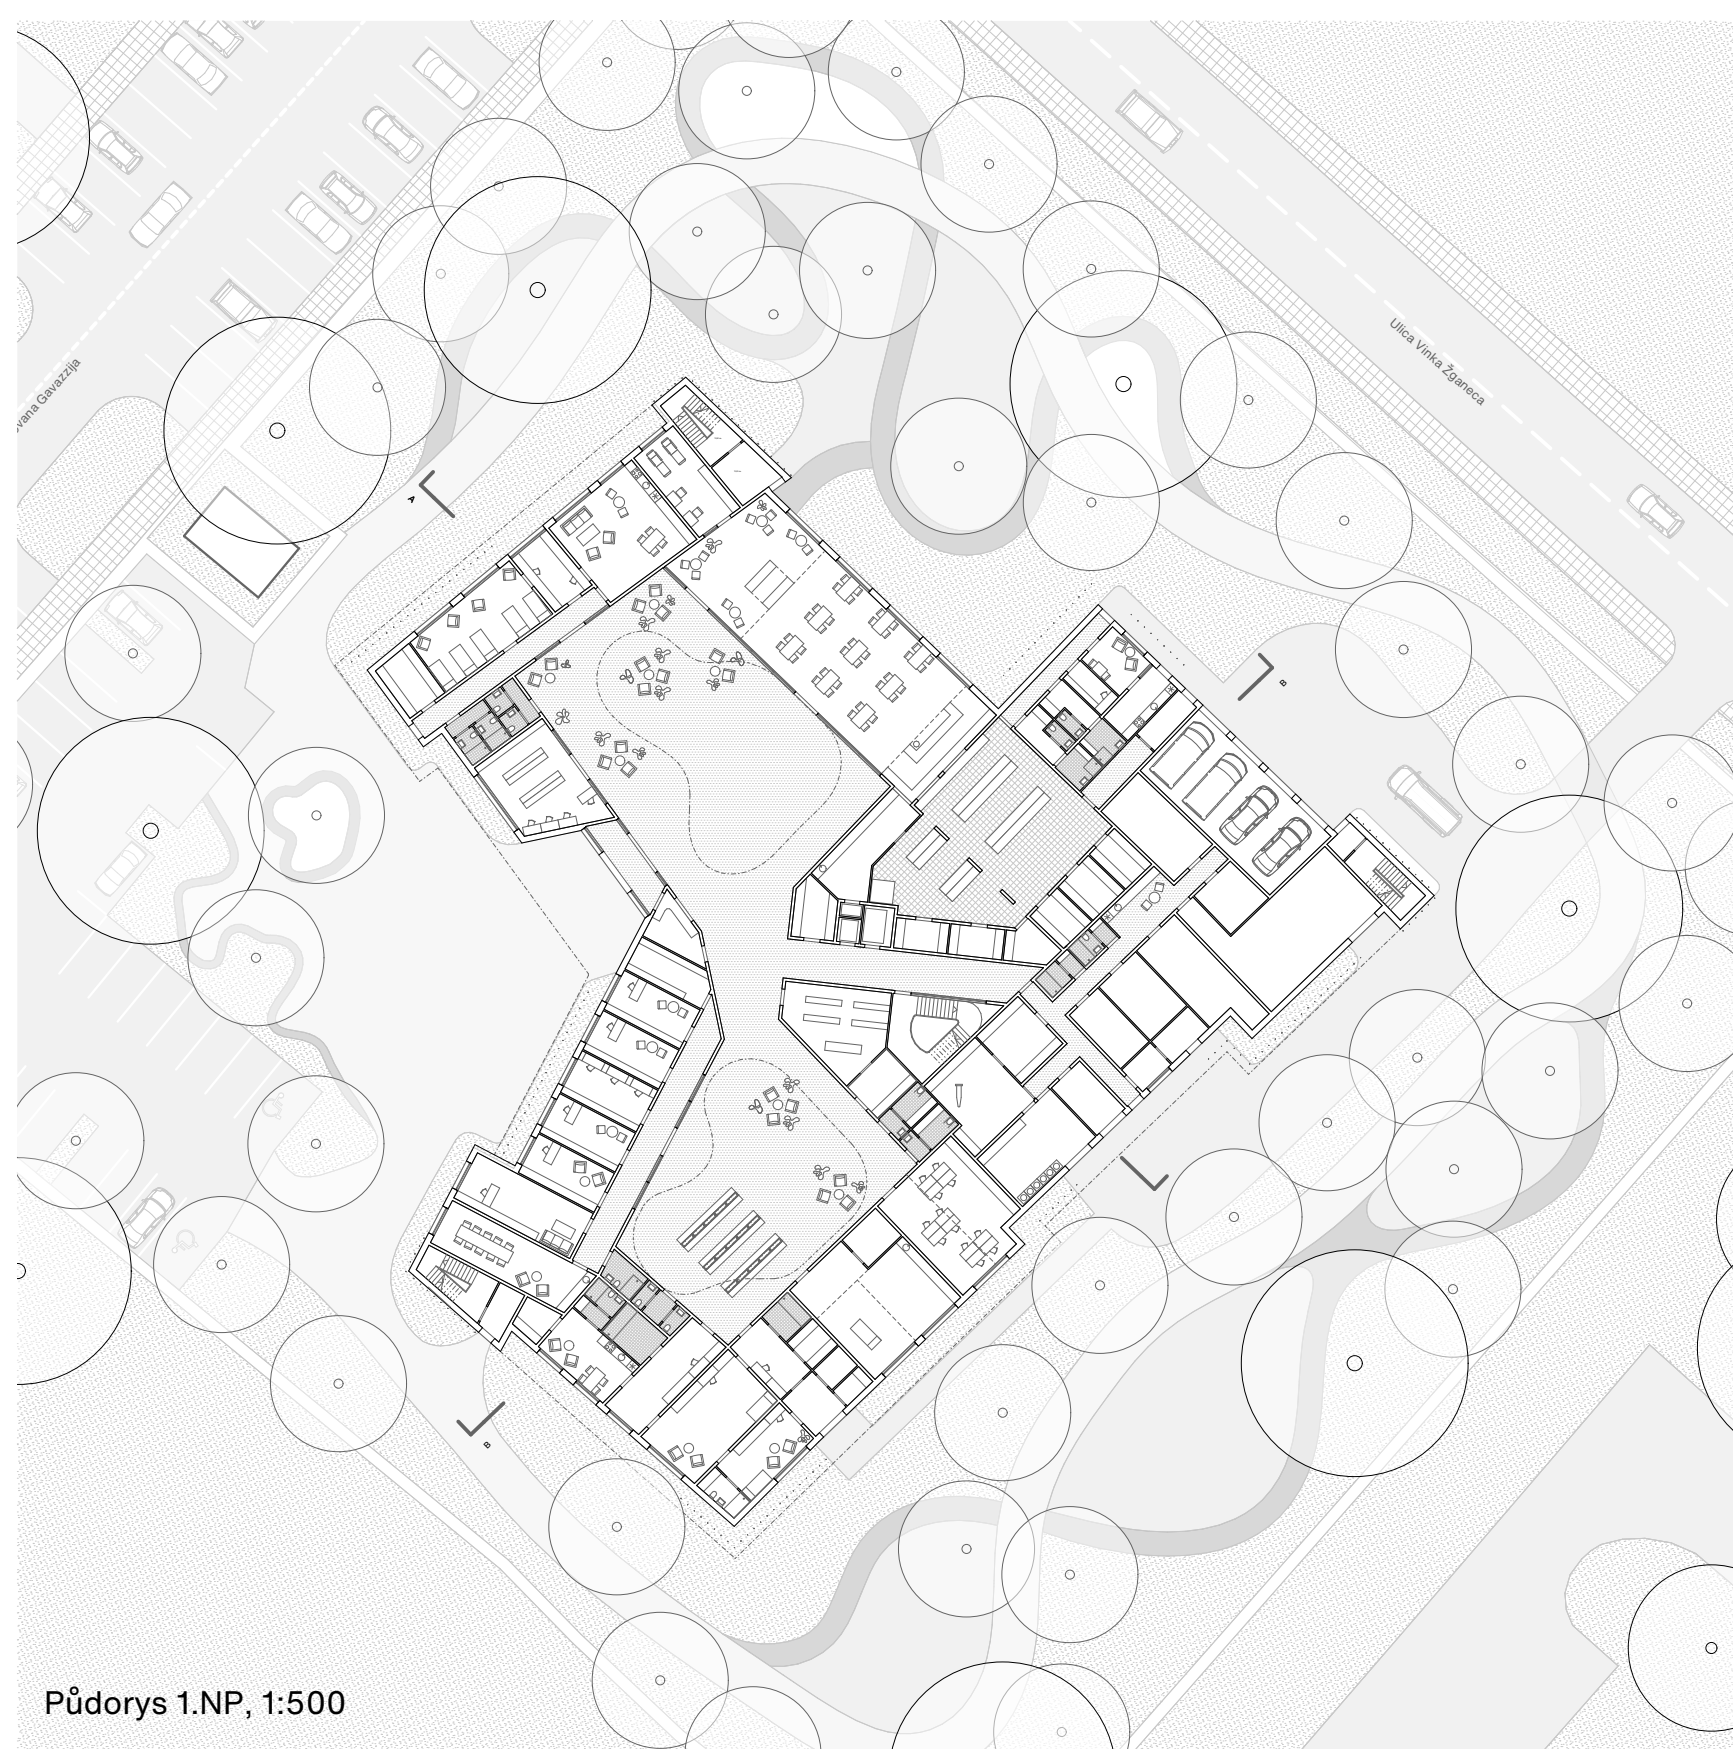 Ulica Vinka Žganeca
vana Gavazzija
A
B
B
Půdorys 1.NP, 1:500